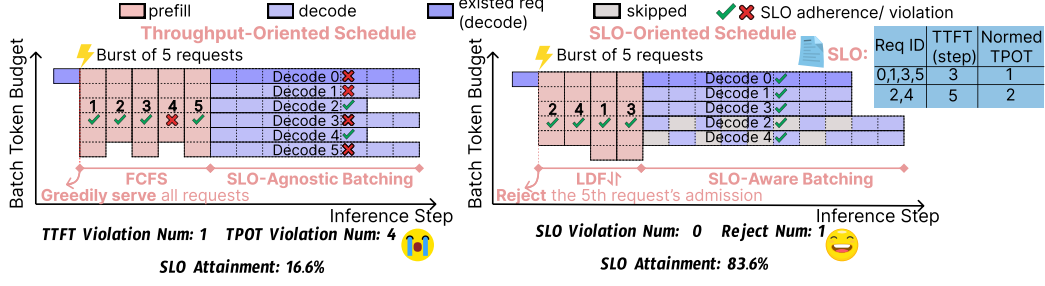 prefill
decode
existed req
(decode)
skipped
SLO adherence/ violation
Throughput-Oriented Schedule
Burst of 5 requests
Batch Token Budget
Decode 0
Decode 1
Decode 2
Decode 3
Decode 4
Decode 5
1 2 3 4 5
FCFS
SLO-Agnostic Batching
Greedily serve all requests
Inference Step
TTFT Violation Num: 1 TPOT Violation Num: 4
SLO Attainment: 16.6%
SLO-Oriented Schedule
Burst of 5 requests
Batch Token Budget
Decode 0
Decode 1
Decode 3
Decode 2
Decode 4
2 4 1 3
LDF
SLO-Aware Batching
Reject the 5th request's admission
Inference Step
SLO Violation Num: 0 Reject Num: 1
SLO Attainment: 83.6%
SLO:
Req ID TTFT (step) Normed TPOT
0,1,3,5 3 1
2,4 5 2